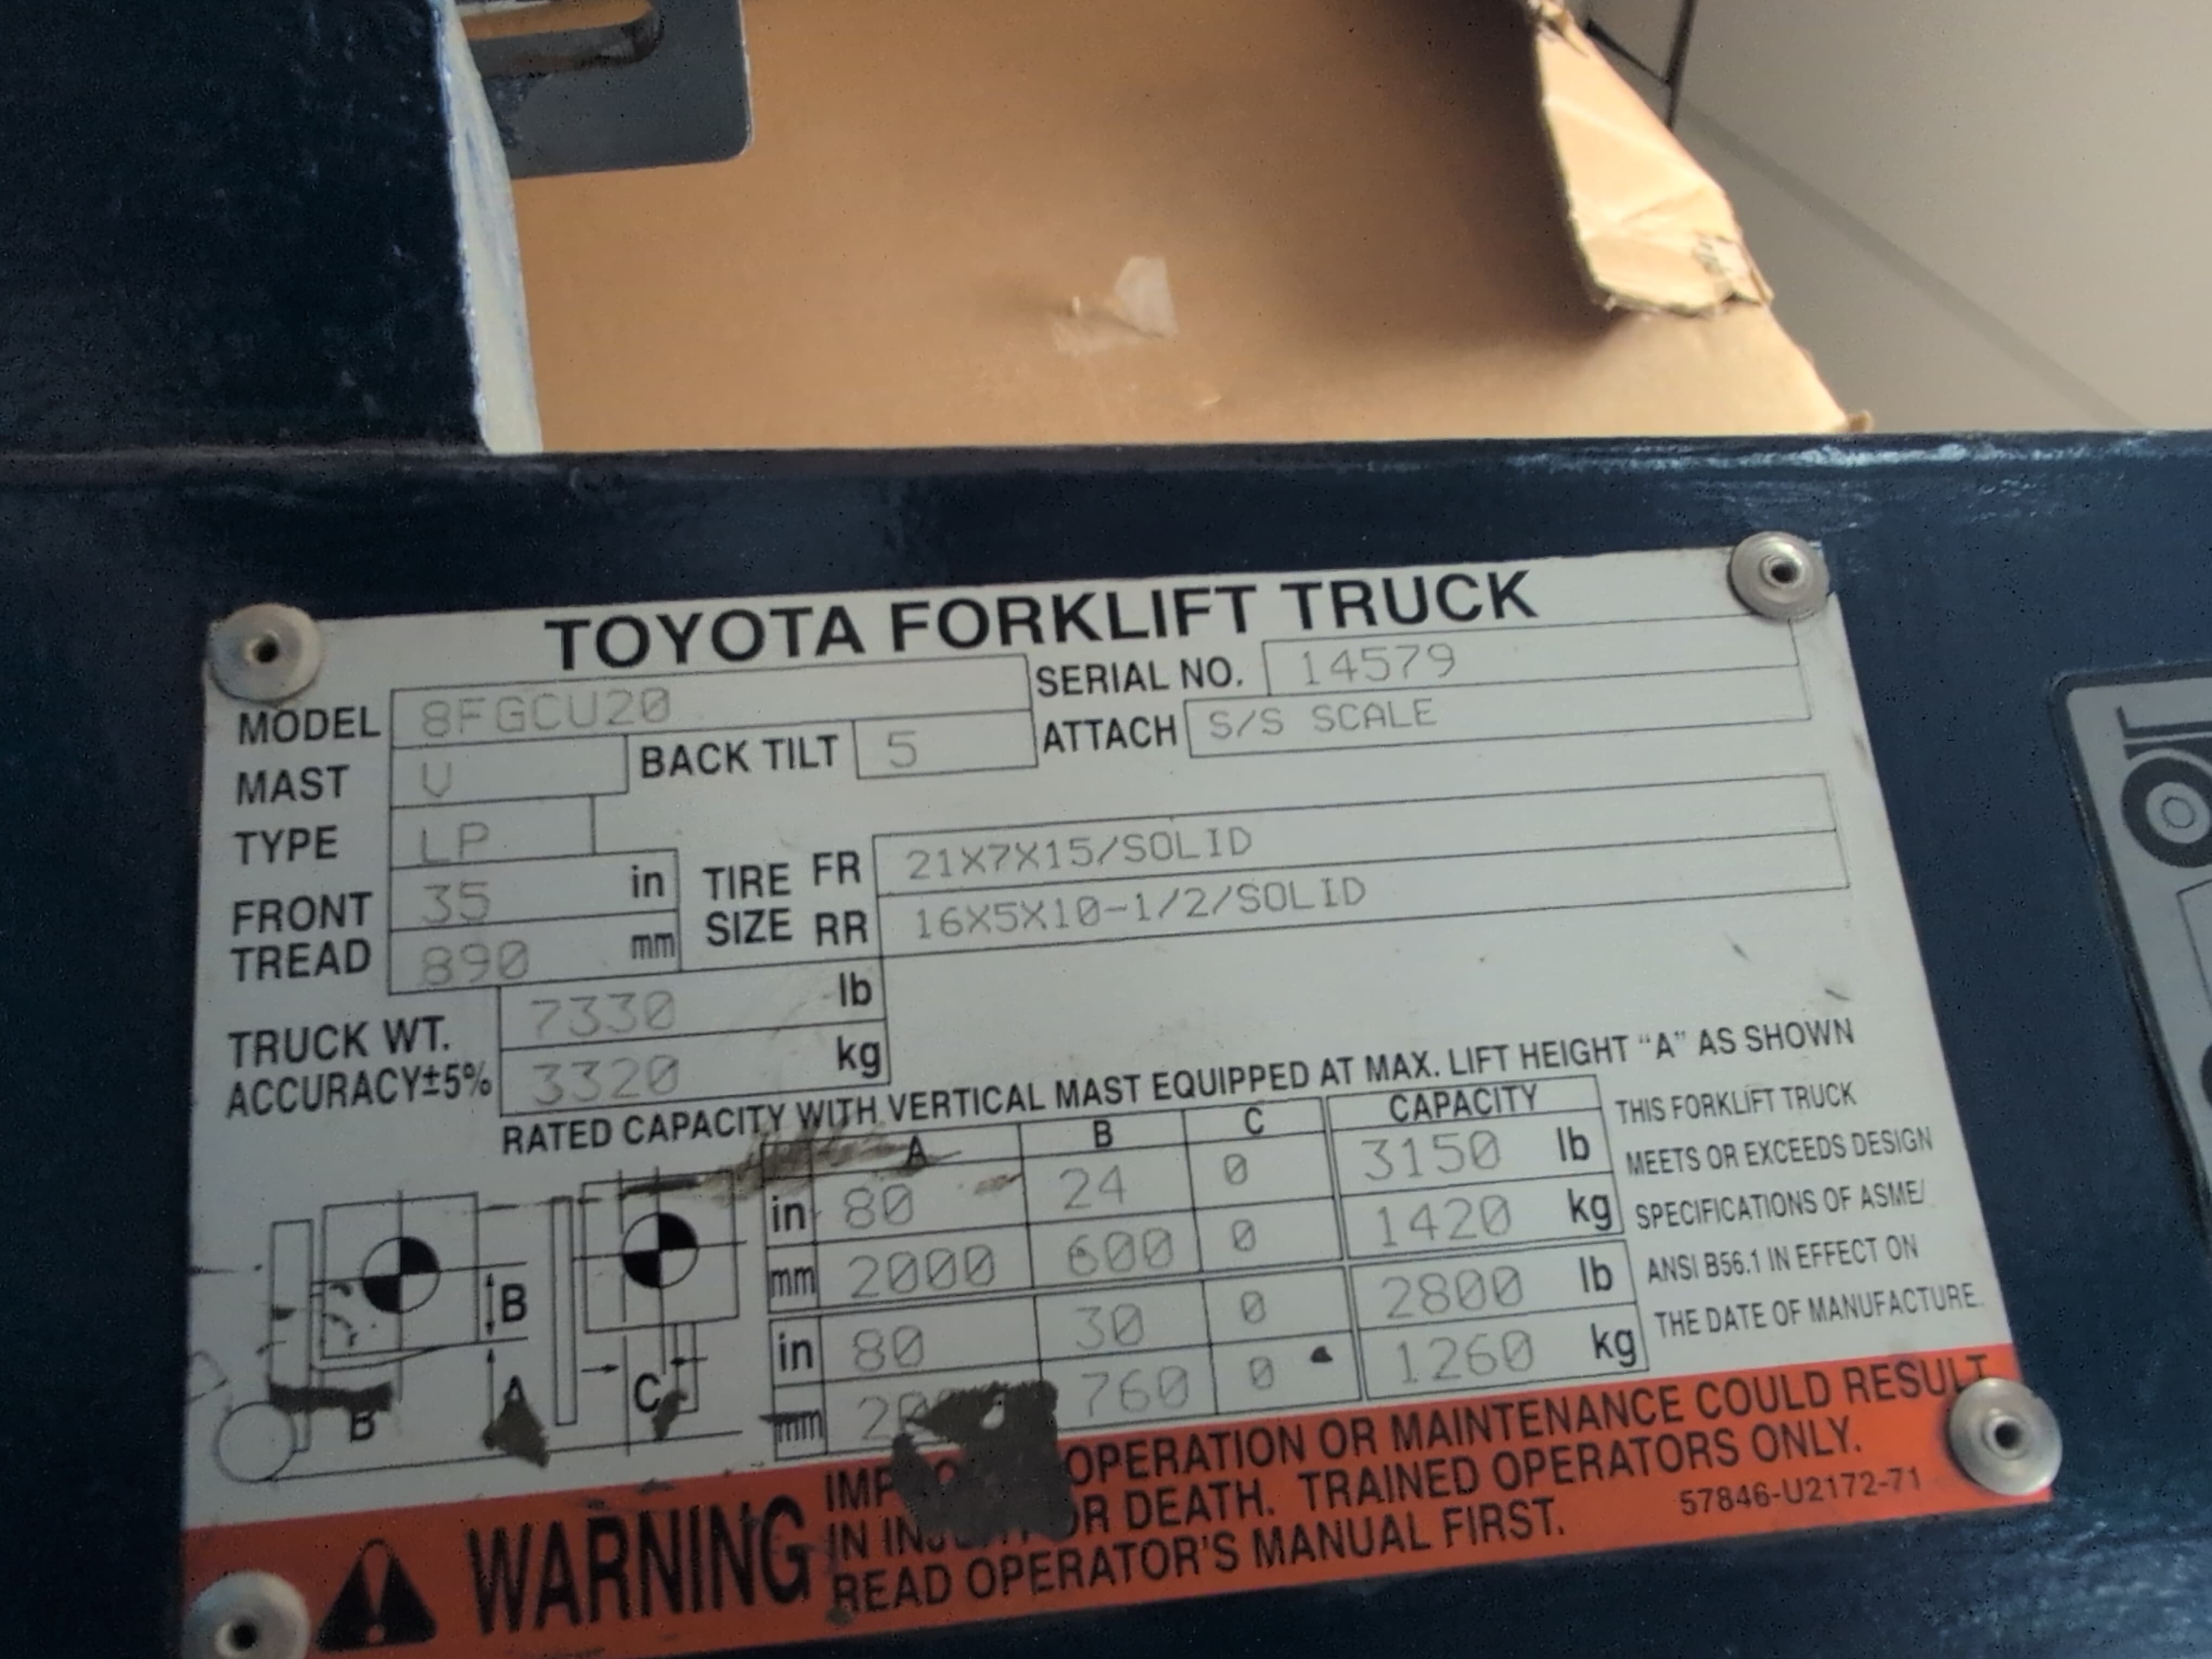 TOYOTA FORKLIFT TRUCK
MODEL 8FGCU20 SERIAL NO. 14579
MAST V BACK TILT 5 ATTACH S/S SCALE
TYPE LP
FRONT TREAD 35 in 890 mm
TIRE SIZE FR 21X7X15/SOLID
RR 16X5X10-1/2/SOLID
TRUCK WT. 7330 lb
ACCURACY±5% 3320 kg
RATED CAPACITY WITH VERTICAL MAST EQUIPPED AT MAX. LIFT HEIGHT "A" AS SHOWN
A B C CAPACITY
in 80 24 0 3150 lb
mm 2000 600 0 1420 kg
in 80 30 0 2800 lb
mm 760 0 1260 kg
THIS FORKLIFT TRUCK
MEETS OR EXCEEDS DESIGN
SPECIFICATIONS OF ASME/
ANSI B56.1 IN EFFECT ON
THE DATE OF MANUFACTURE.
B
A
C
B
WARNING
OPERATION OR MAINTENANCE COULD RESULT
IN OR DEATH. TRAINED OPERATORS ONLY.
READ OPERATOR'S MANUAL FIRST.
57846-U2172-71